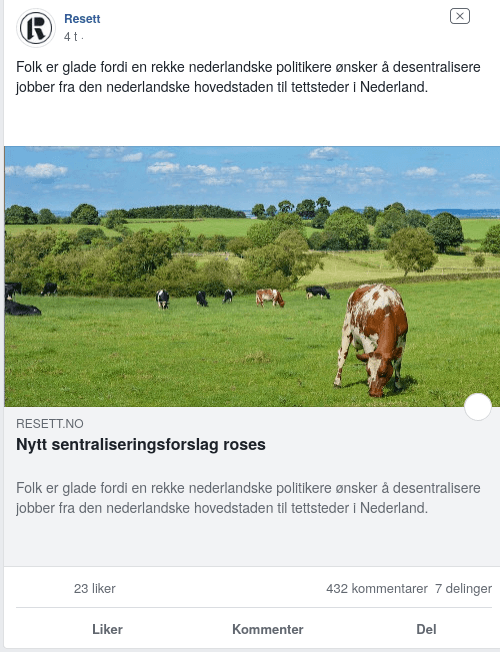 Resett
4 t ·
Folk er glade fordi en rekke nederlandske politikere ønsker å desentralisere
jobber fra den nederlandske hovedstaden til tettsteder i Nederland.
RESETT.NO
Nytt sentraliseringsforslag roses
Folk er glade fordi en rekke nederlandske politikere ønsker å desentralisere
jobber fra den nederlandske hovedstaden til tettsteder i Nederland.
23 liker 432 kommentarer 7 delinger
Liker Kommenter Del